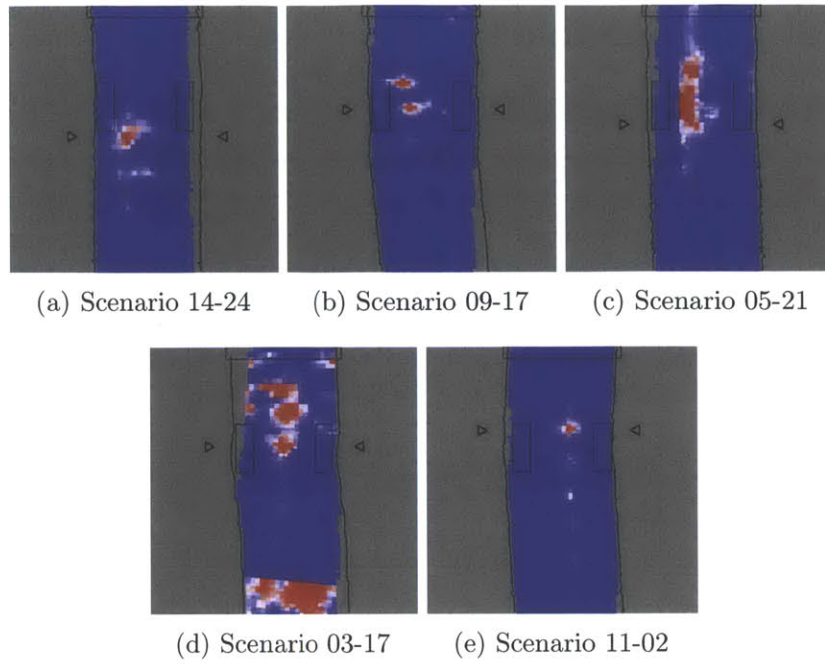 (a) Scenario 14-24
(b) Scenario 09-17
(c) Scenario 05-21
(d) Scenario 03-17
(e) Scenario 11-02